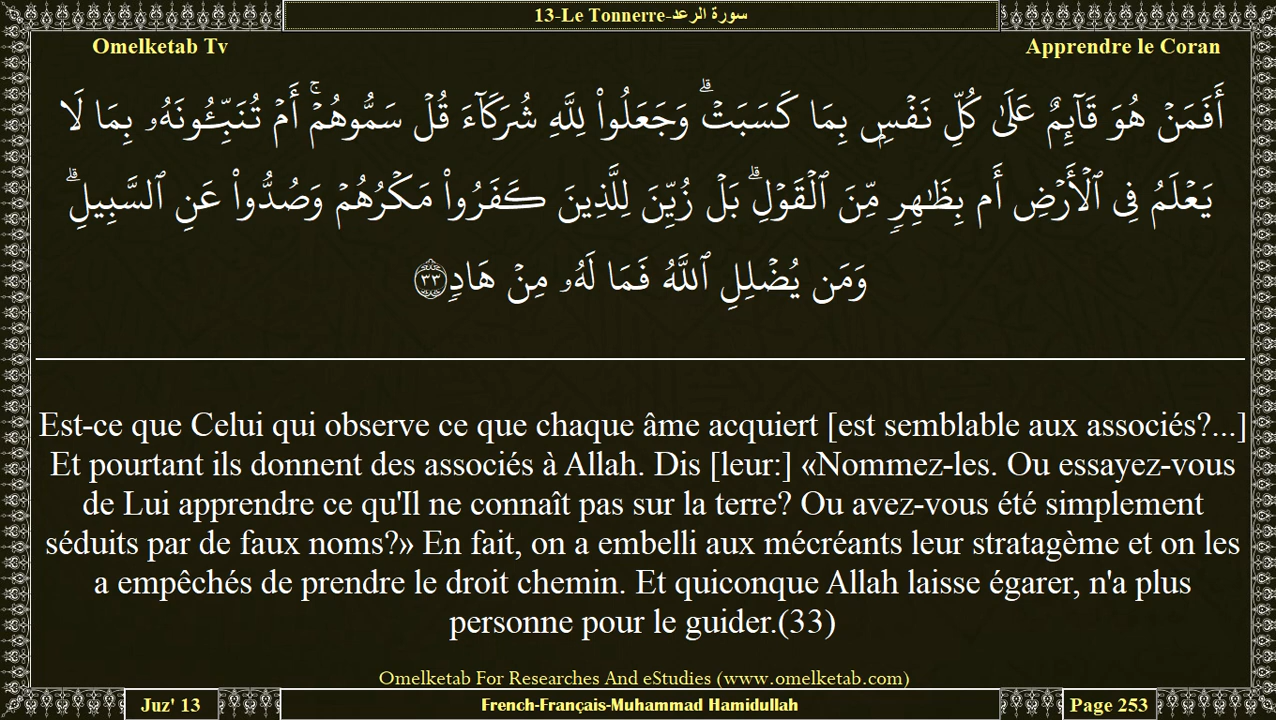 13-Le Tonnerre-سورة الرعد
Omelketab Tv
Apprendre le Coran
أَفَمَنْ هُوَ قَآئِمٌ عَلَىٰ كُلِّ نَفْسٍۭ بِمَا كَسَبَتْ ۗ وَجَعَلُوا۟ لِلَّهِ شُرَكَآءَ قُلْ سَمُّوهُمْ ۚ أَمْ تُنَبِّـُٔونَهُۥ بِمَا لَا
يَعْلَمُ فِى ٱلْأَرْضِ أَم بِظَـٰهِرٍۢ مِّنَ ٱلْقَوْلِ ۗ بَلْ زُيِّنَ لِلَّذِينَ كَفَرُوا۟ مَكْرُهُمْ وَصُدُّوا۟ عَنِ ٱلسَّبِيلِ ۗ
وَمَن يُضْلِلِ ٱللَّهُ فَمَا لَهُۥ مِنْ هَادٍۢ ٣٣
Est-ce que Celui qui observe ce que chaque âme acquiert [est semblable aux associés?...]
Et pourtant ils donnent des associés à Allah. Dis [leur:] «Nommez-les. Ou essayez-vous
de Lui apprendre ce qu'Il ne connaît pas sur la terre? Ou avez-vous été simplement
séduits par de faux noms?» En fait, on a embelli aux mécréants leur stratagème et on les
a empêchés de prendre le droit chemin. Et quiconque Allah laisse égarer, n'a plus
personne pour le guider.(33)
Omelketab For Researches And eStudies (www.omelketab.com)
Juz' 13
French-Français-Muhammad Hamidullah
Page 253